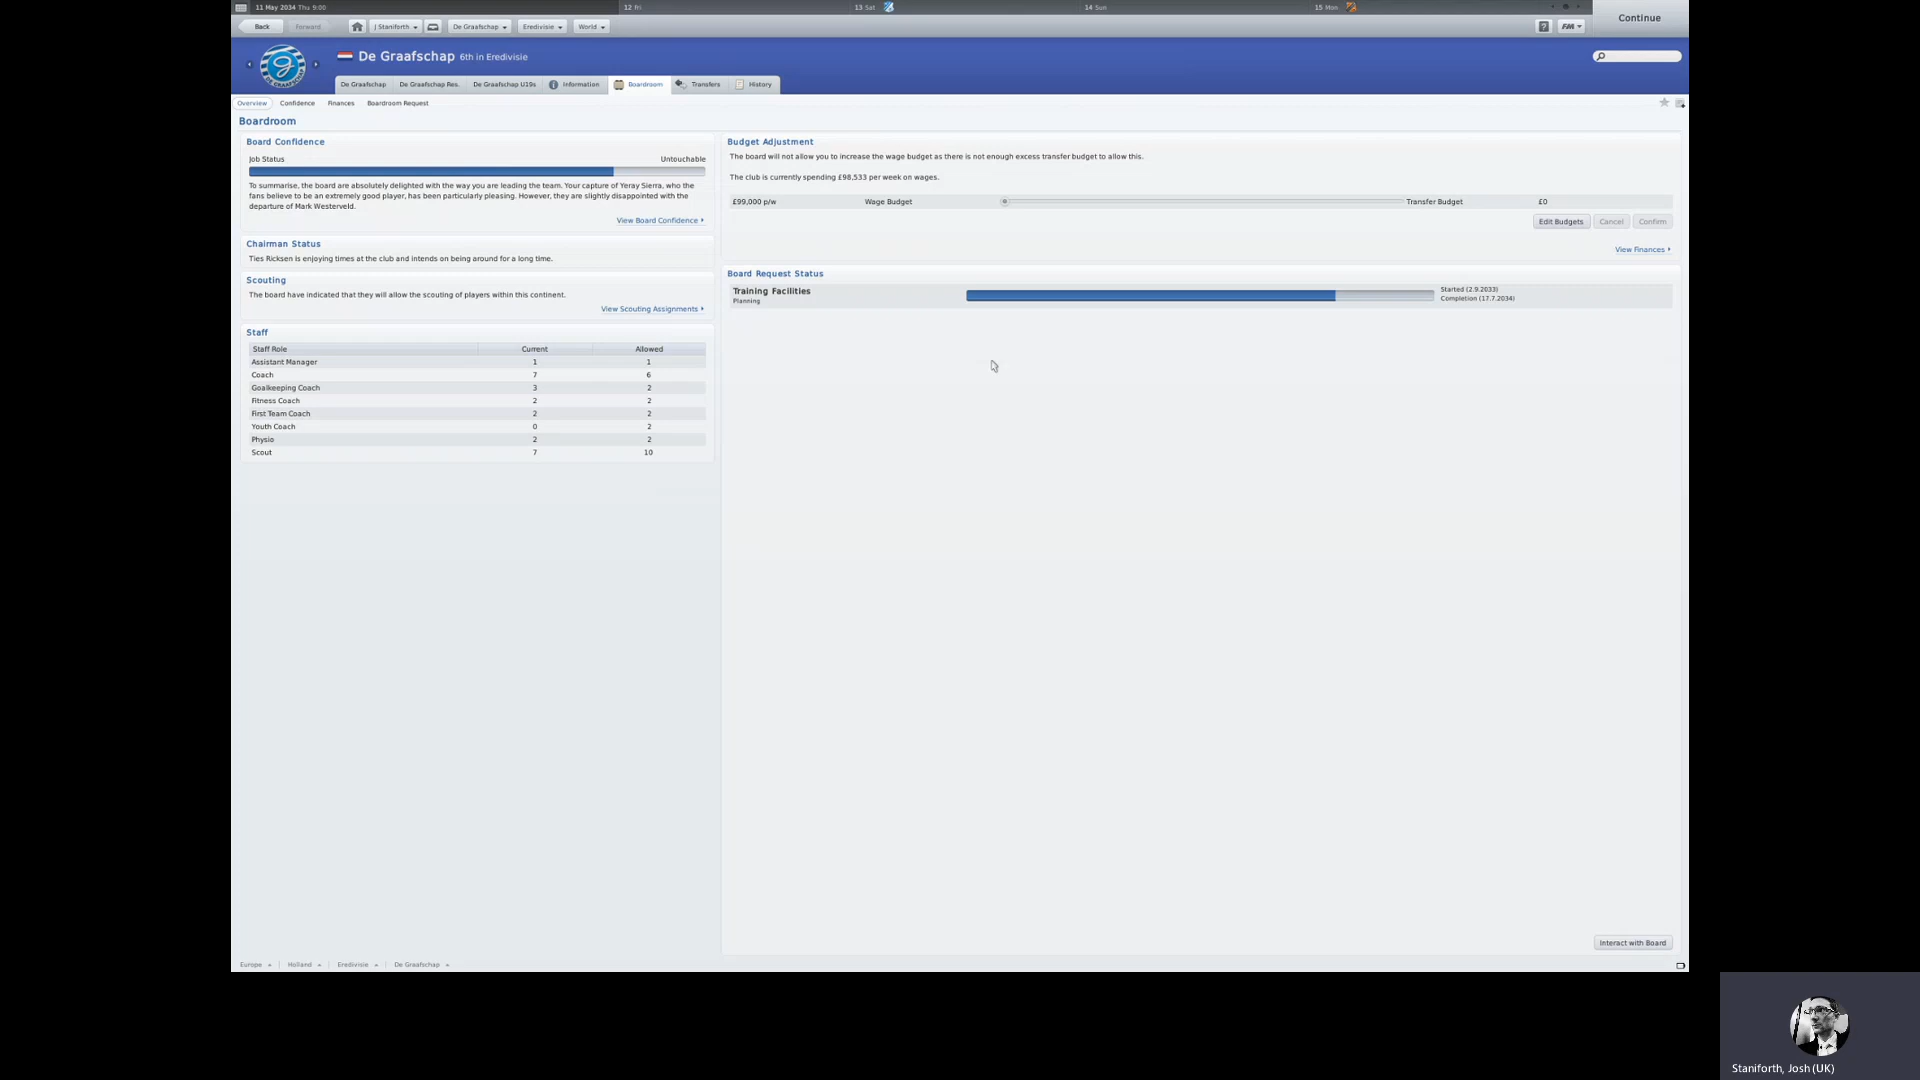 11 May 2034 Thu 9:00
12 Fri
13 Sat
14 Sun
15 Mon
Continue
Back
Forward
J Staniforth
De Graafschap
Eredivisie
World
FM
De Graafschap 6th in Eredivisie
De Graafschap
De Graafschap Res.
De Graafschap U19s
Information
Boardroom
Transfers
History
Overview
Confidence
Finances
Boardroom Request
Boardroom
Board Confidence
Job Status
Untouchable
To summarise, the board are absolutely delighted with the way you are leading the team. Your capture of Yeray Sierra, who the
fans believe to be an extremely good player, has been particularly pleasing. However, they are slightly disappointed with the
departure of Mark Westerveld.
View Board Confidence
Chairman Status
Ties Ricksen is enjoying times at the club and intends on being around for a long time.
Scouting
The board have indicated that they will allow the scouting of players within this continent.
View Scouting Assignments
Staff
Staff Role Current Allowed
Assistant Manager 1 1
Coach 7 6
Goalkeeping Coach 3 2
Fitness Coach 2 2
First Team Coach 2 2
Youth Coach 0 2
Physio 2 2
Scout 7 10
Budget Adjustment
The board will not allow you to increase the wage budget as there is not enough excess transfer budget to allow this.
The club is currently spending £98,533 per week on wages.
£99,000 p/w Wage Budget Transfer Budget £0
Edit Budgets
Cancel
Confirm
View Finances
Board Request Status
Training Facilities
Planning
Started (2.9.2033)
Completion (17.7.2034)
Interact with Board
Europe
Holland
Eredivisie
De Graafschap
Staniforth, Josh (UK)